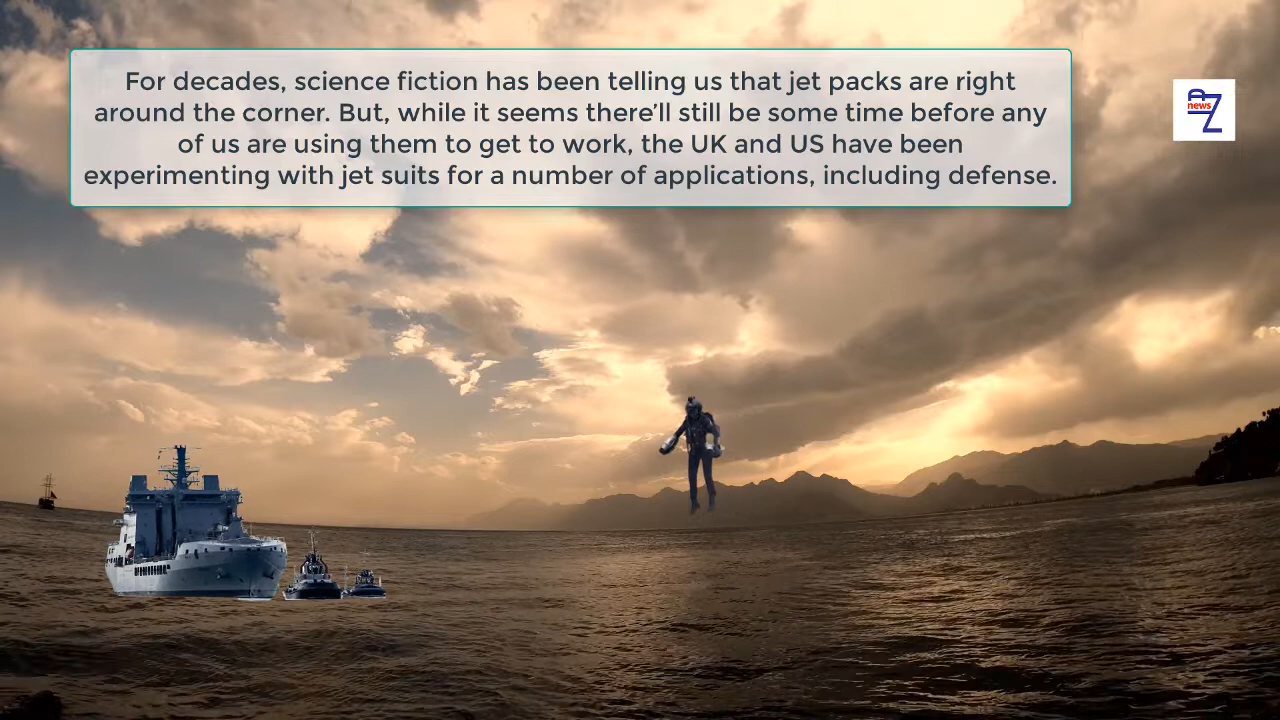 For decades, science fiction has been telling us that jet packs are right
around the corner. But, while it seems there’ll still be some time before any
of us are using them to get to work, the UK and US have been
experimenting with jet suits for a number of applications, including defense.
news